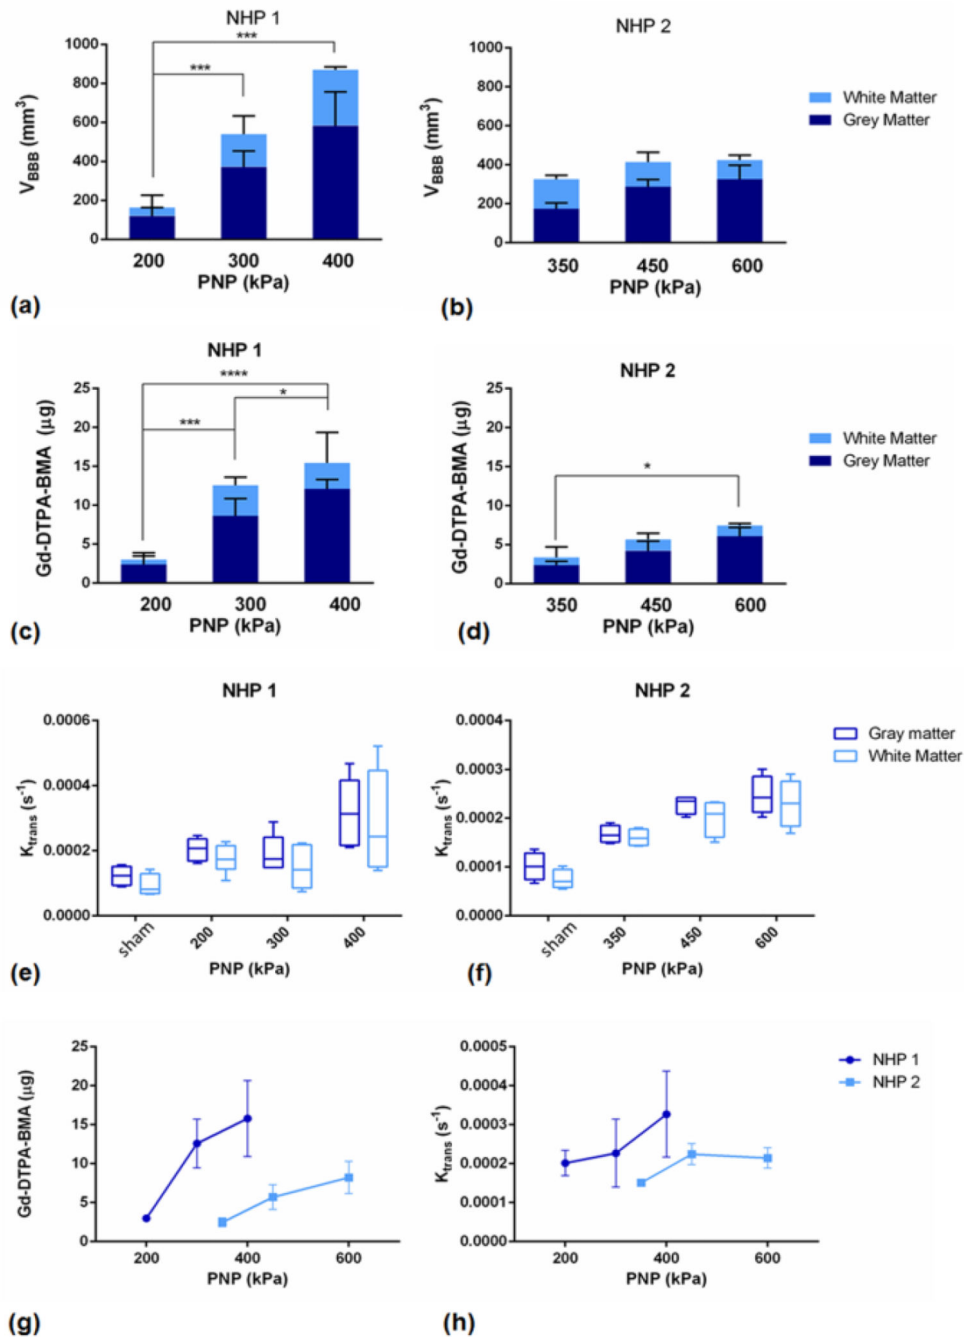 NHP 1
***
***
1000
800
600
400
200
0
V_BBB (mm³)
200 300 400
PNP (kPa)
(a)
NHP 2
1000
800
600
400
200
0
V_BBB (mm³)
350 450 600
PNP (kPa)
(b)
White Matter
Grey Matter
NHP 1
****
*
***
25
20
15
10
5
0
Gd-DTPA-BMA (µg)
200 300 400
PNP (kPa)
(c)
NHP 2
*
25
20
15
10
5
0
Gd-DTPA-BMA (µg)
350 450 600
PNP (kPa)
(d)
White Matter
Grey Matter
NHP 1
0.0006
0.0004
0.0002
0.0000
K_trans (s⁻¹)
sham 200 300 400
PNP (kPa)
(e)
NHP 2
0.0004
0.0003
0.0002
0.0001
0.0000
K_trans (s⁻¹)
sham 350 450 600
PNP (kPa)
(f)
Gray matter
White Matter
25
20
15
10
5
0
Gd-DTPA-BMA (µg)
200 400 600
PNP (kPa)
(g)
0.0005
0.0004
0.0003
0.0002
0.0001
0.0000
K_trans (s⁻¹)
200 400 600
PNP (kPa)
(h)
NHP 1
NHP 2